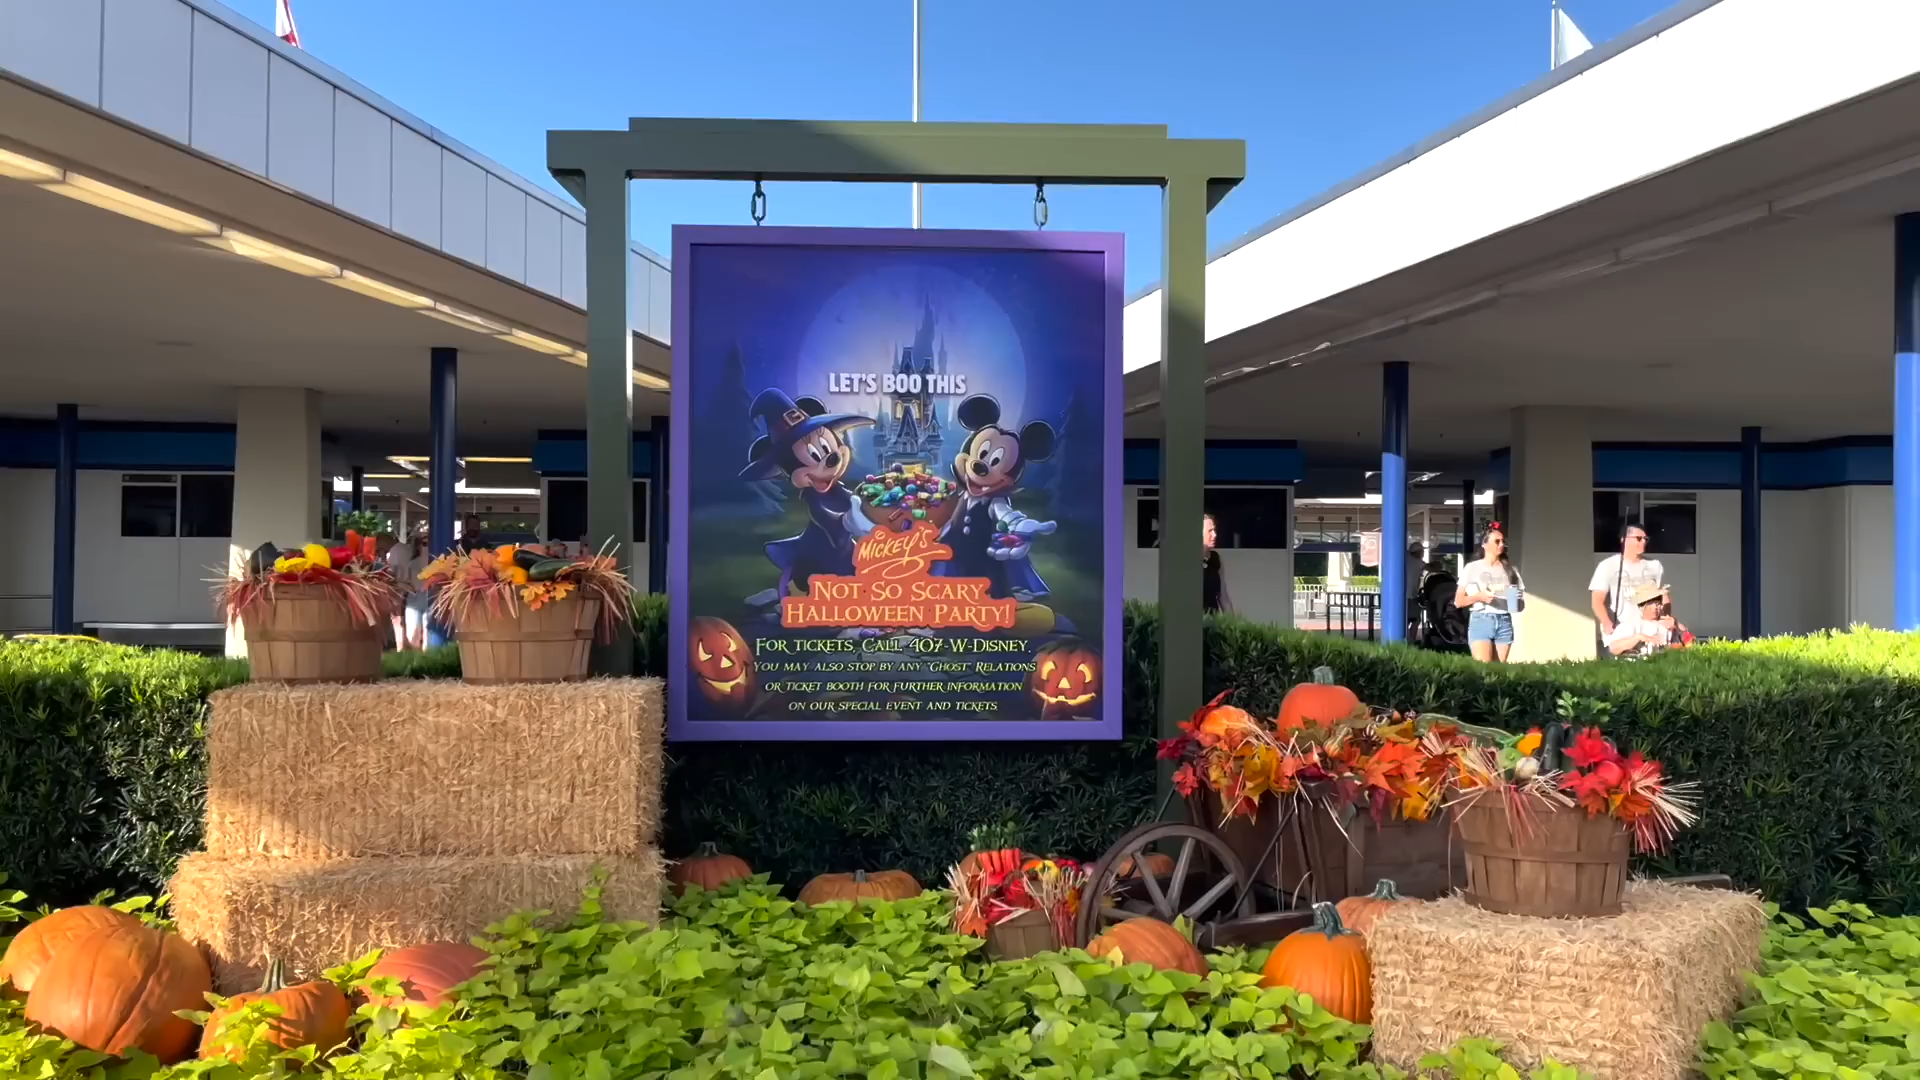 LET'S BOO THIS
MICKEY'S
NOT SO SCARY
HALLOWEEN PARTY!
FOR TICKETS, CALL 407-W-DISNEY.
YOU MAY ALSO STOP BY ANY "GHOST" RELATIONS
OR TICKET BOOTH FOR FURTHER INFORMATION
ON OUR SPECIAL EVENT AND TICKETS.